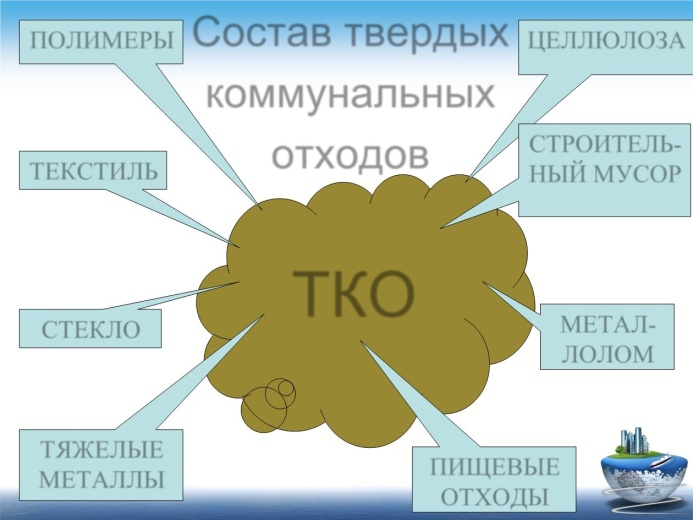 Состав твердых
коммунальных
отходов
ПОЛИМЕРЫ
ЦЕЛЛЮЛОЗА
ТЕКСТИЛЬ
СТРОИТЕЛЬ-
НЫЙ МУСОР
ТКО
СТЕКЛО
МЕТАЛ-
ЛОЛОМ
ТЯЖЕЛЫЕ
МЕТАЛЛЫ
ПИЩЕВЫЕ
ОТХОДЫ